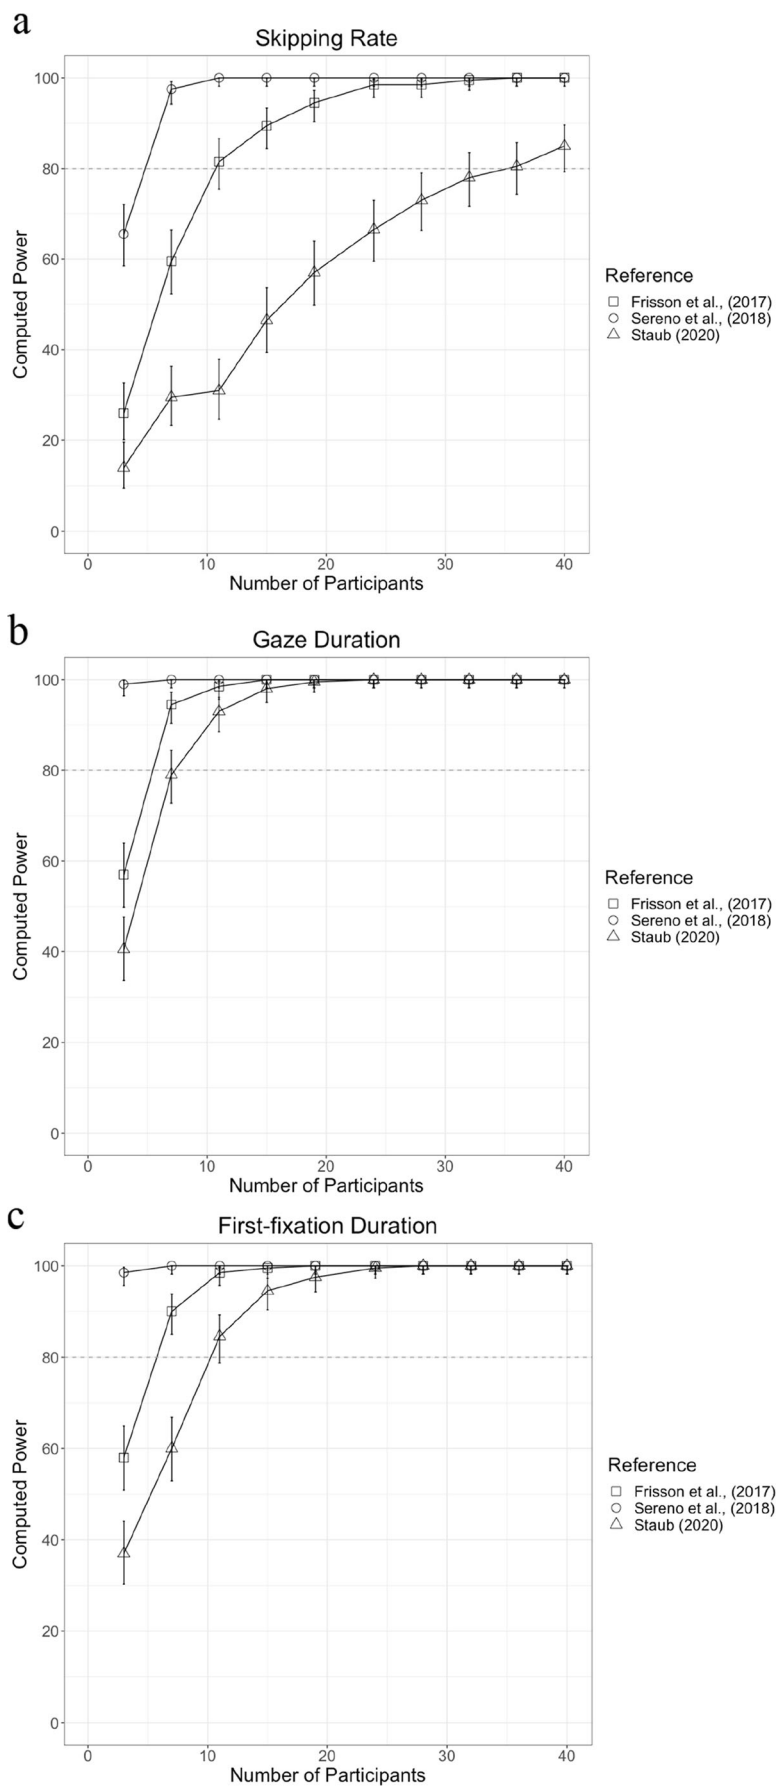 a
Skipping Rate
100
80
60
40
20
0
Computed Power
0 10 20 30 40
Number of Participants
Reference
Frisson et al., (2017)
Sereno et al., (2018)
Staub (2020)
b
Gaze Duration
100
80
60
40
20
0
Computed Power
0 10 20 30 40
Number of Participants
Reference
Frisson et al., (2017)
Sereno et al., (2018)
Staub (2020)
c
First-fixation Duration
100
80
60
40
20
0
Computed Power
0 10 20 30 40
Number of Participants
Reference
Frisson et al., (2017)
Sereno et al., (2018)
Staub (2020)